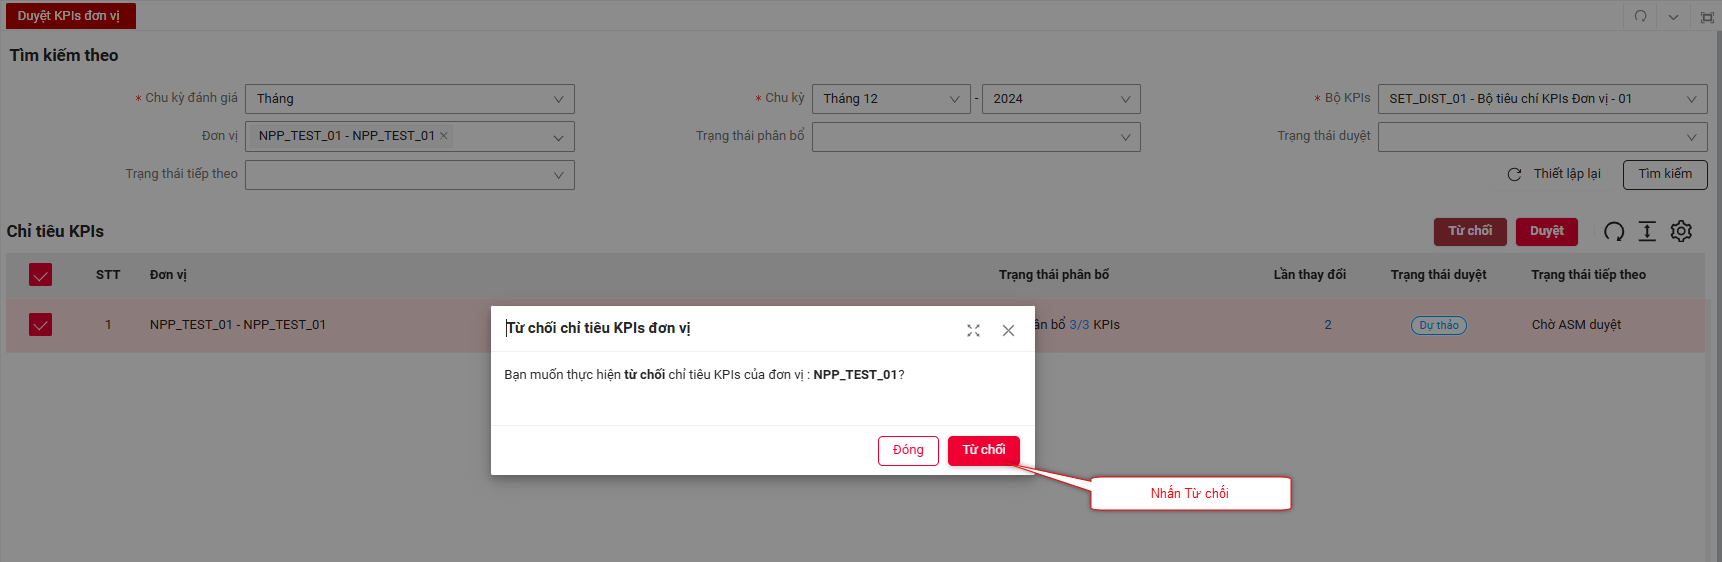 Duyệt KPIs đơn vị
Tìm kiếm theo
* Chu kỳ đánh giá Tháng * Chu kỳ Tháng 12 - 2024 * Bộ KPIs SET_DIST_01 - Bộ tiêu chí KPIs Đơn vị - 01
Đơn vị NPP_TEST_01 - NPP_TEST_01 × Trạng thái phân bổ Trạng thái duyệt
Trạng thái tiếp theo Thiết lập lại Tìm kiếm
Chỉ tiêu KPIs Từ chối Duyệt
STT Đơn vị Trạng thái phân bổ Lần thay đổi Trạng thái duyệt Trạng thái tiếp theo
1 NPP_TEST_01 - NPP_TEST_01 bổ 3/3 KPIs 2 Dự thảo Chờ ASM duyệt
Từ chối chỉ tiêu KPIs đơn vị
Bạn muốn thực hiện từ chối chỉ tiêu KPIs của đơn vị : NPP_TEST_01?
Đóng Từ chối
Nhấn Từ chối